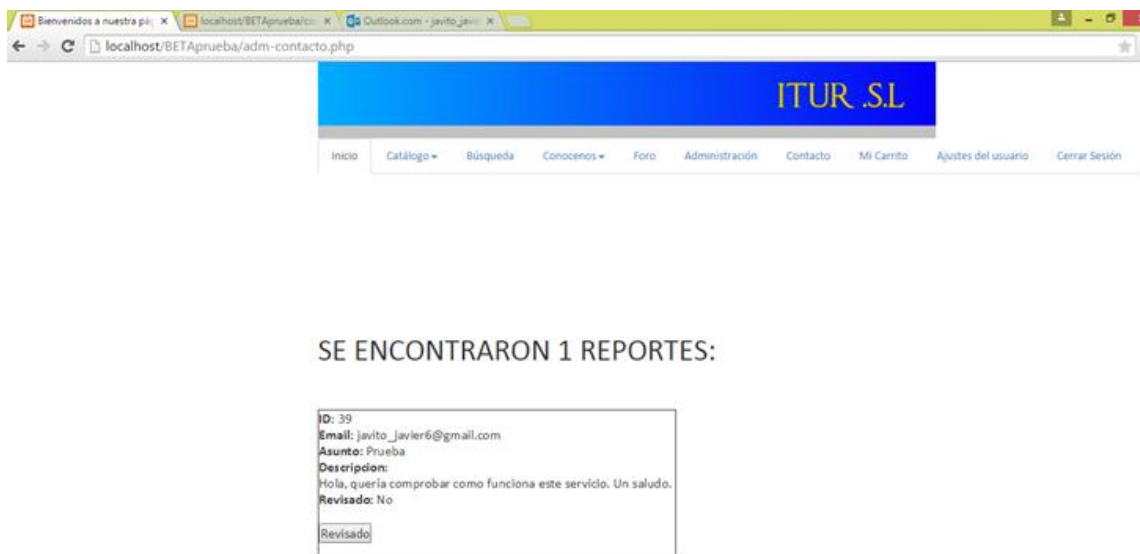 Bienvenidos a nuestra pá
localhost/BETAprueba/co
Outlook.com - javito_javi
localhost/BETAprueba/adm-contacto.php
ITUR .S.L
Inicio Catálogo Búsqueda Conocenos Foro Administración Contacto Mi Carrito Ajustes del usuario Cerrar Sesión
SE ENCONTRARON 1 REPORTES:
ID: 39
Email: javito_javier6@gmail.com
Asunto: Prueba
Descripcion:
Hola, quería comprobar como funciona este servicio. Un saludo.
Revisado: No
Revisado